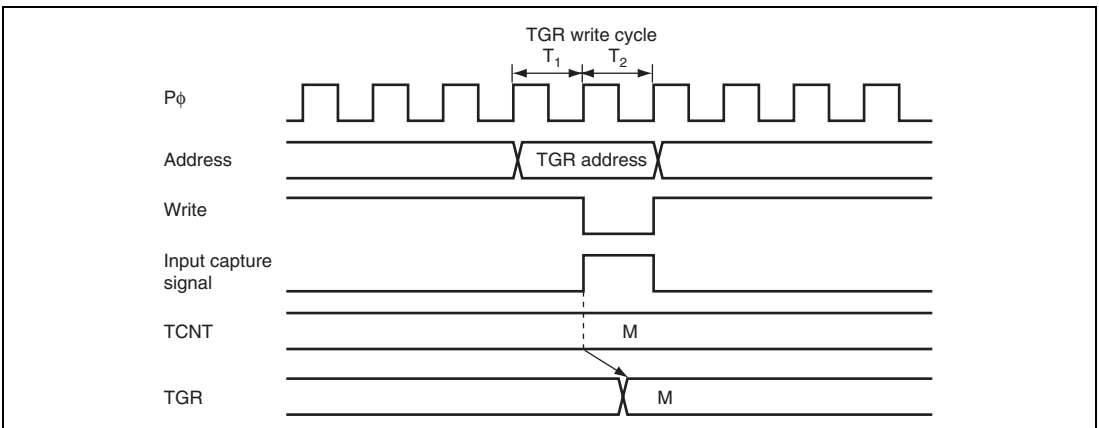 TGR write cycle
T₁ T₂
Pϕ
Address TGR address
Write
Input capture
signal
TCNT M
TGR M